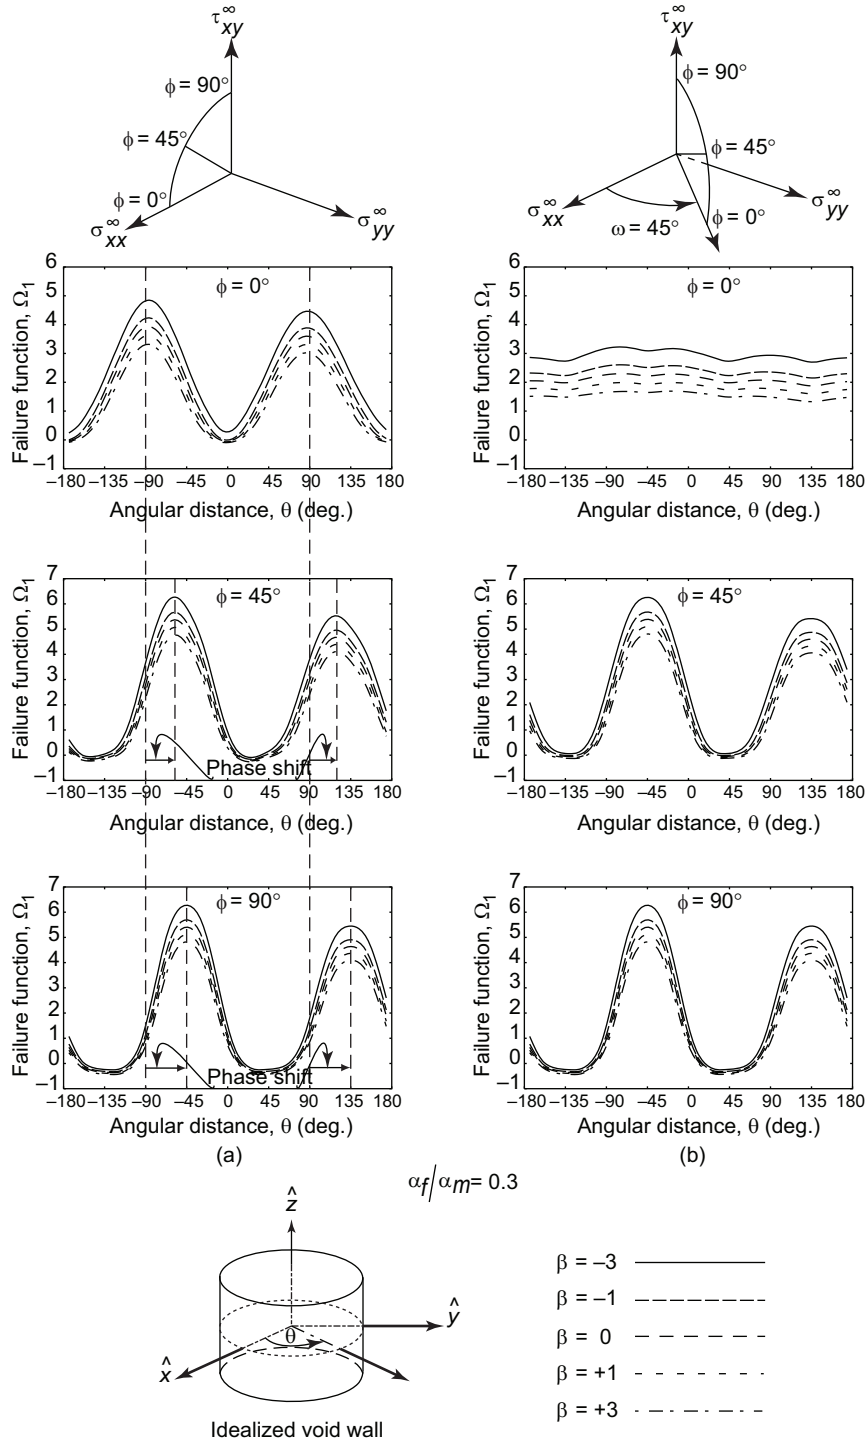 τ∞xy
ϕ = 90°
ϕ = 45°
ϕ = 0°
σ∞xx
σ∞yy
τ∞xy
ϕ = 90°
ϕ = 45°
σ∞xx
σ∞yy
ω = 45°
ϕ = 0°
6
5
4
3
2
1
0
–1
Failure function, Ω1
ϕ = 0°
–180 –135 –90 –45 0 45 90 135 180
Angular distance, θ (deg.)
6
5
4
3
2
1
0
–1
Failure function, Ω1
ϕ = 0°
–180 –135 –90 –45 0 45 90 135 180
Angular distance, θ (deg.)
7
6
5
4
3
2
1
0
–1
Failure function, Ω1
ϕ = 45°
Phase shift
–180 –135 –90 –45 0 45 90 135 180
Angular distance, θ (deg.)
7
6
5
4
3
2
1
0
–1
Failure function, Ω1
ϕ = 45°
–180 –135 –90 –45 0 45 90 135 180
Angular distance, θ (deg.)
7
6
5
4
3
2
1
0
–1
Failure function, Ω1
ϕ = 90°
Phase shift
–180 –135 –90 –45 0 45 90 135 180
Angular distance, θ (deg.)
(a)
7
6
5
4
3
2
1
0
–1
Failure function, Ω1
ϕ = 90°
–180 –135 –90 –45 0 45 90 135 180
Angular distance, θ (deg.)
(b)
αf/αm = 0.3
ẑ
ŷ
θ
x̂
Idealized void wall
β = –3
β = –1
β = 0
β = +1
β = +3